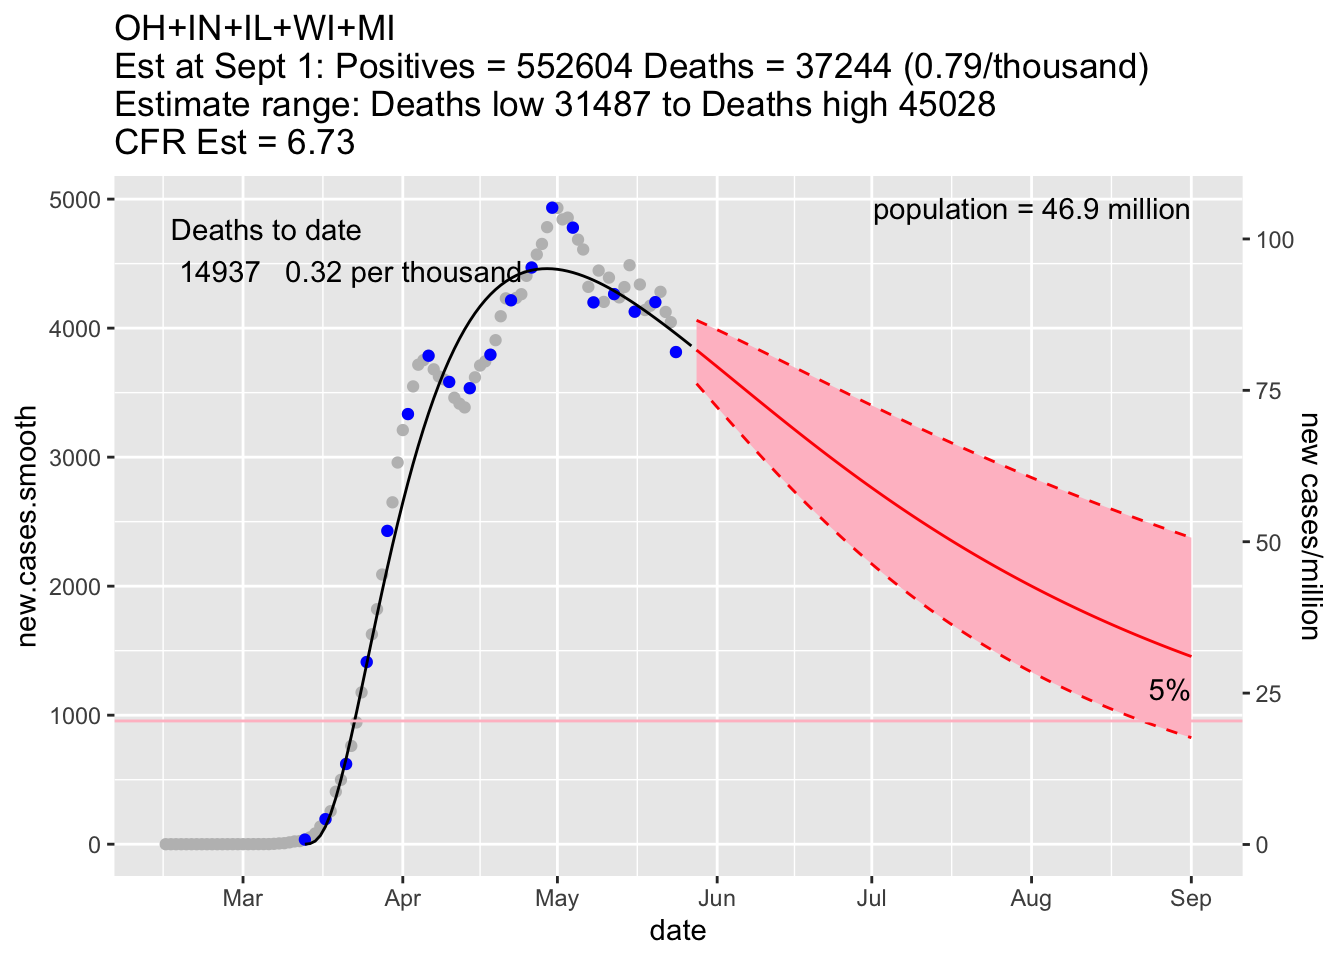 OH+IN+IL+WI+MI
Est at Sept 1: Positives = 552604 Deaths = 37244 (0.79/thousand)
Estimate range: Deaths low 31487 to Deaths high 45028
CFR Est = 6.73
Deaths to date
14937 0.32 per thousand
population = 46.9 million
5%
new.cases.smooth
5000
4000
3000
2000
1000
0
100
75
50
25
0
new cases/million
Mar Apr May Jun Jul Aug Sep
date